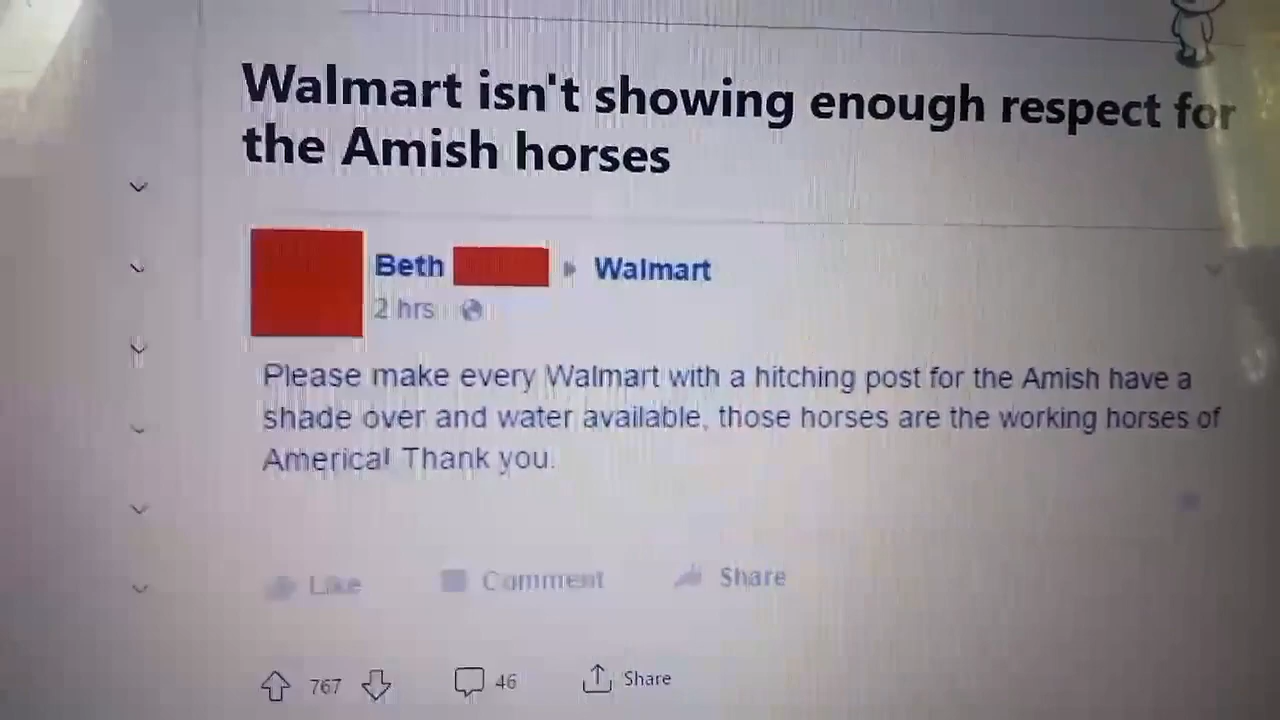 Walmart isn't showing enough respect for
the Amish horses
Beth
Walmart
2 hrs
Please make every Walmart with a hitching post for the Amish have a
shade over and water available, those horses are the working horses of
America! Thank you.
Like Comment Share
767 46 Share